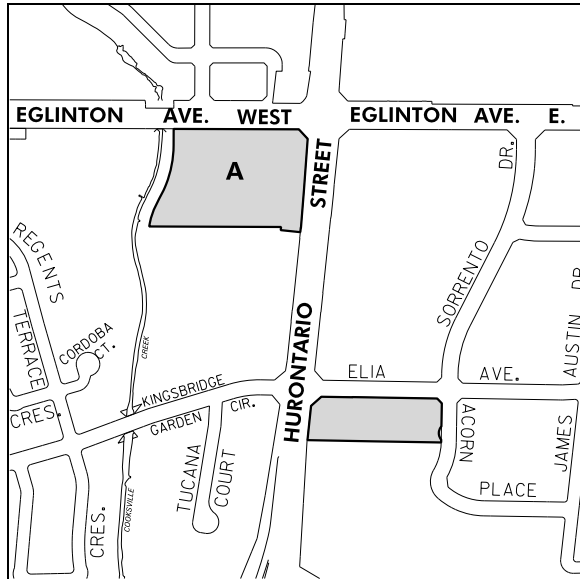 EGLINTON AVE. WEST
EGLINTON AVE. E.
A
STREET
DR.
REGENTS
TERRACE
SORRENTO
AUSTIN DR.
CORDOBA
CT.
CREEK
HURONTARIO
ELIA AVE.
KINGSBRIDGE
CRES.
GARDEN CIR.
ACORN
JAMES
TUCANA
COURT
PLACE
CRES.
COOKSVILLE